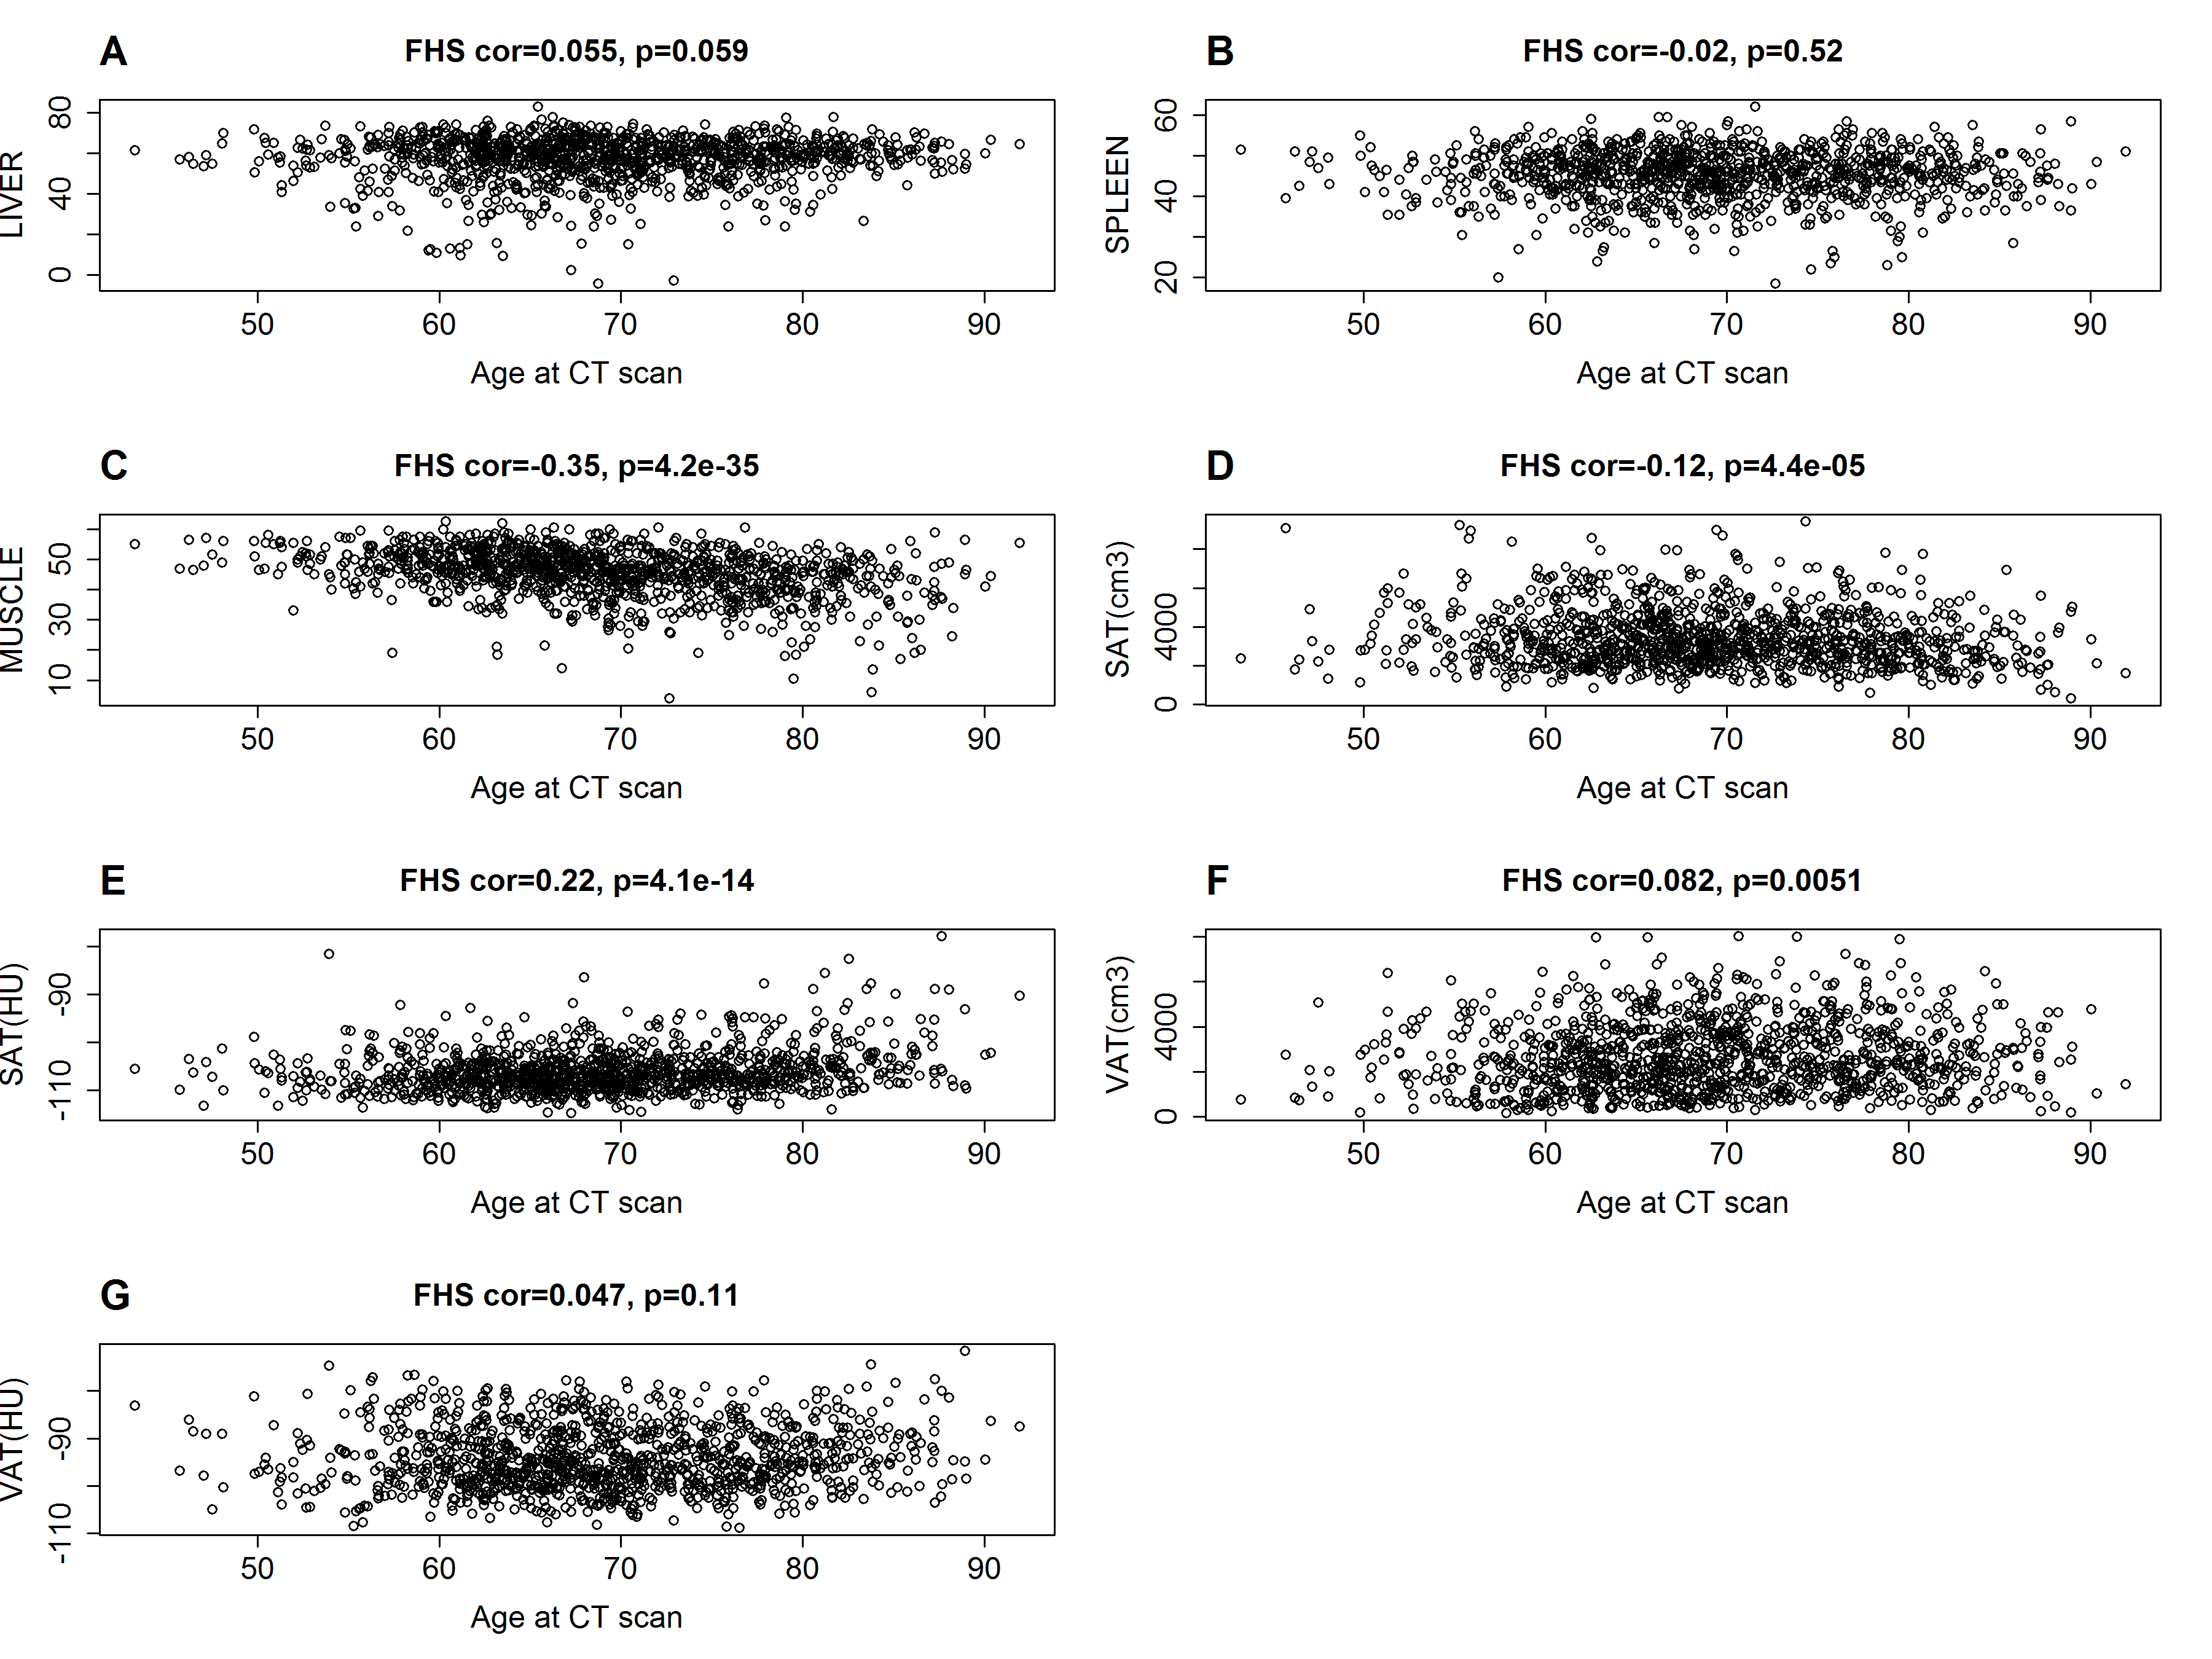 A
FHS cor=0.055, p=0.059
LIVER
80
40
0
50 60 70 80 90
Age at CT scan
B
FHS cor=-0.02, p=0.52
SPLEEN
60
40
20
50 60 70 80 90
Age at CT scan
C
FHS cor=-0.35, p=4.2e-35
MUSCLE
50
30
10
50 60 70 80 90
Age at CT scan
D
FHS cor=-0.12, p=4.4e-05
SAT(cm3)
4000
0
50 60 70 80 90
Age at CT scan
E
FHS cor=0.22, p=4.1e-14
SAT(HU)
-90
-110
50 60 70 80 90
Age at CT scan
F
FHS cor=0.082, p=0.0051
VAT(cm3)
4000
0
50 60 70 80 90
Age at CT scan
G
FHS cor=0.047, p=0.11
VAT(HU)
-90
-110
50 60 70 80 90
Age at CT scan